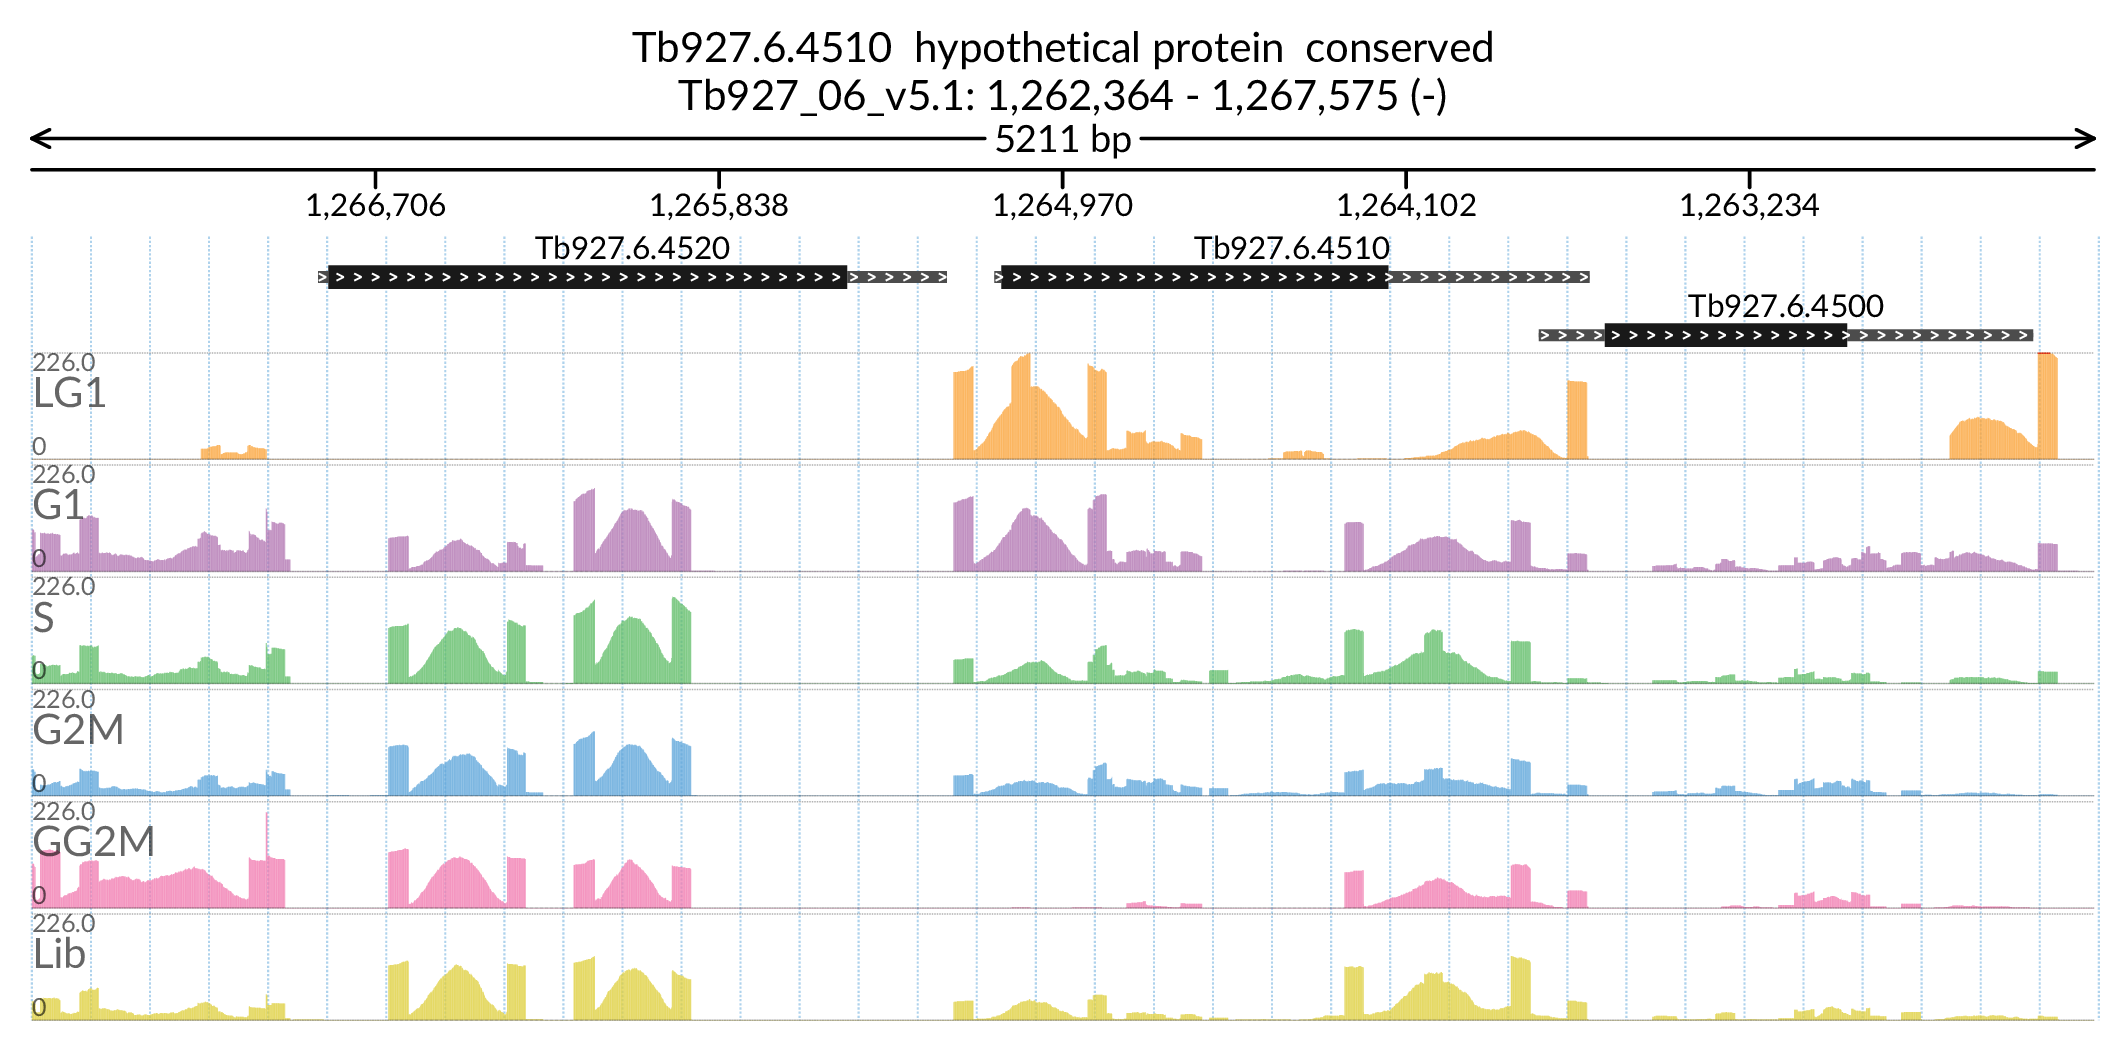 Tb927.6.4510  hypothetical protein  conserved
Tb927_06_v5.1: 1,262,364 - 1,267,575 (-)
5211 bp
1,266,706 1,265,838 1,264,970 1,264,102 1,263,234
Tb927.6.4520 Tb927.6.4510
Tb927.6.4500
226.0
LG1
0
226.0
G1
0
226.0
S
0
226.0
G2M
0
226.0
GG2M
0
226.0
Lib
0